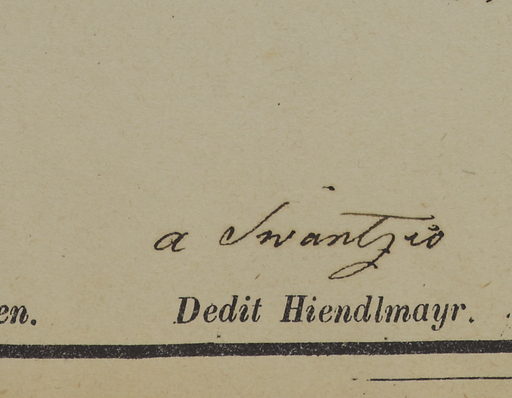 a Swantzio
en. Dedit Hiendlmayr.